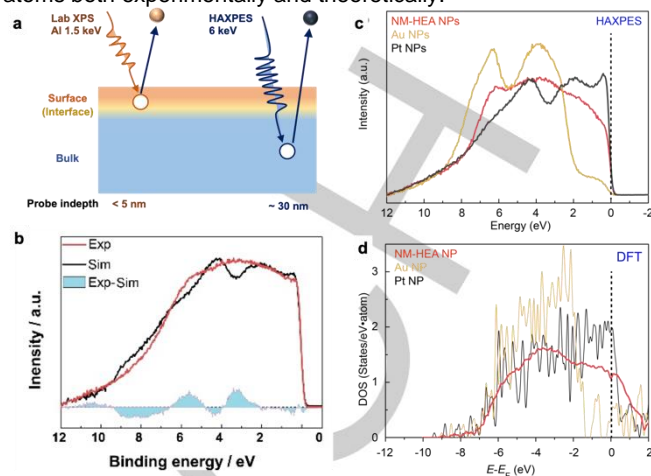 atoms both experimentally and theoretically.
a
Lab XPS
Al 1.5 keV
HAXPES
6 keV
Surface
(Interface)
Bulk
Probe indepth
< 5 nm
~ 30 nm
b
Exp
Sim
Exp-Sim
Inensity / a.u.
12 10 8 6 4 2 0
Binding energy / eV
c
NM-HEA NPs
Au NPs
Pt NPs
HAXPES
Intensity (a.u.)
12 10 8 6 4 2 0 -2
Energy (eV)
d
NM-HEA NP
Au NP
Pt NP
DFT
DOS (States/eV•atom)
3
2
1
0
-12 -10 -8 -6 -4 -2 0 2
E-EF (eV)